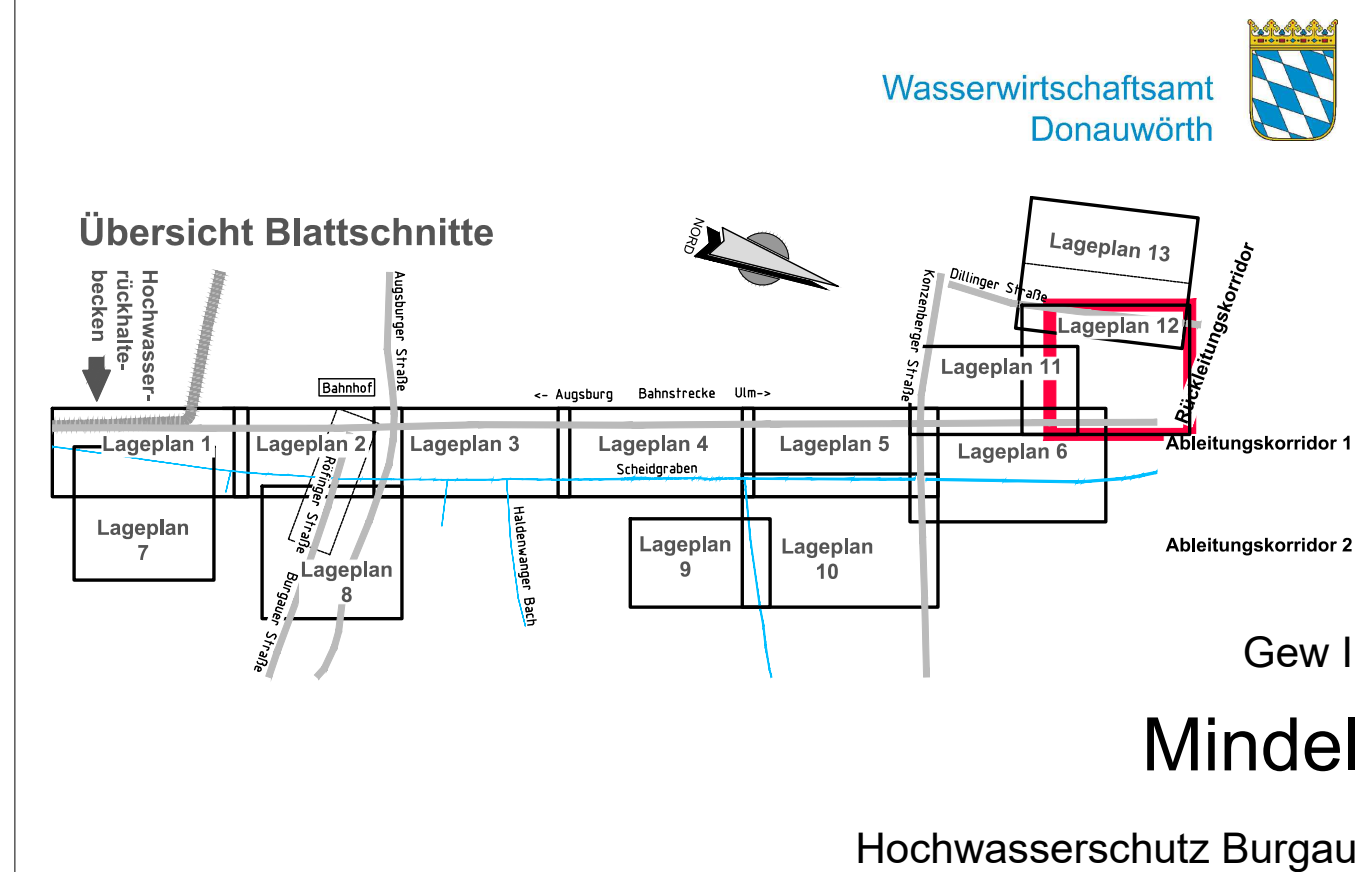 Wasserwirtschaftsamt
Donauwörth
Übersicht Blattschnitte
NORD
Hochwasser-
rückhalte-
becken
Augsburger Straße
Konzenberger Straße
Dillinger Straße
Lageplan 13
Lageplan 12
Rückleitungskorridor
Lageplan 11
Bahnhof
<- Augsburg Bahnstrecke Ulm->
Lageplan 1
Lageplan 2
Lageplan 3
Lageplan 4
Lageplan 5
Lageplan 6
Ableitungskorridor 1
Scheidgraben
Röfinger Straße
Haldenwanger Bach
Lageplan
7
Lageplan
8
Lageplan
9
Lageplan
10
Ableitungskorridor 2
Burgauer Straße
Gew I
Mindel
Hochwasserschutz Burgau